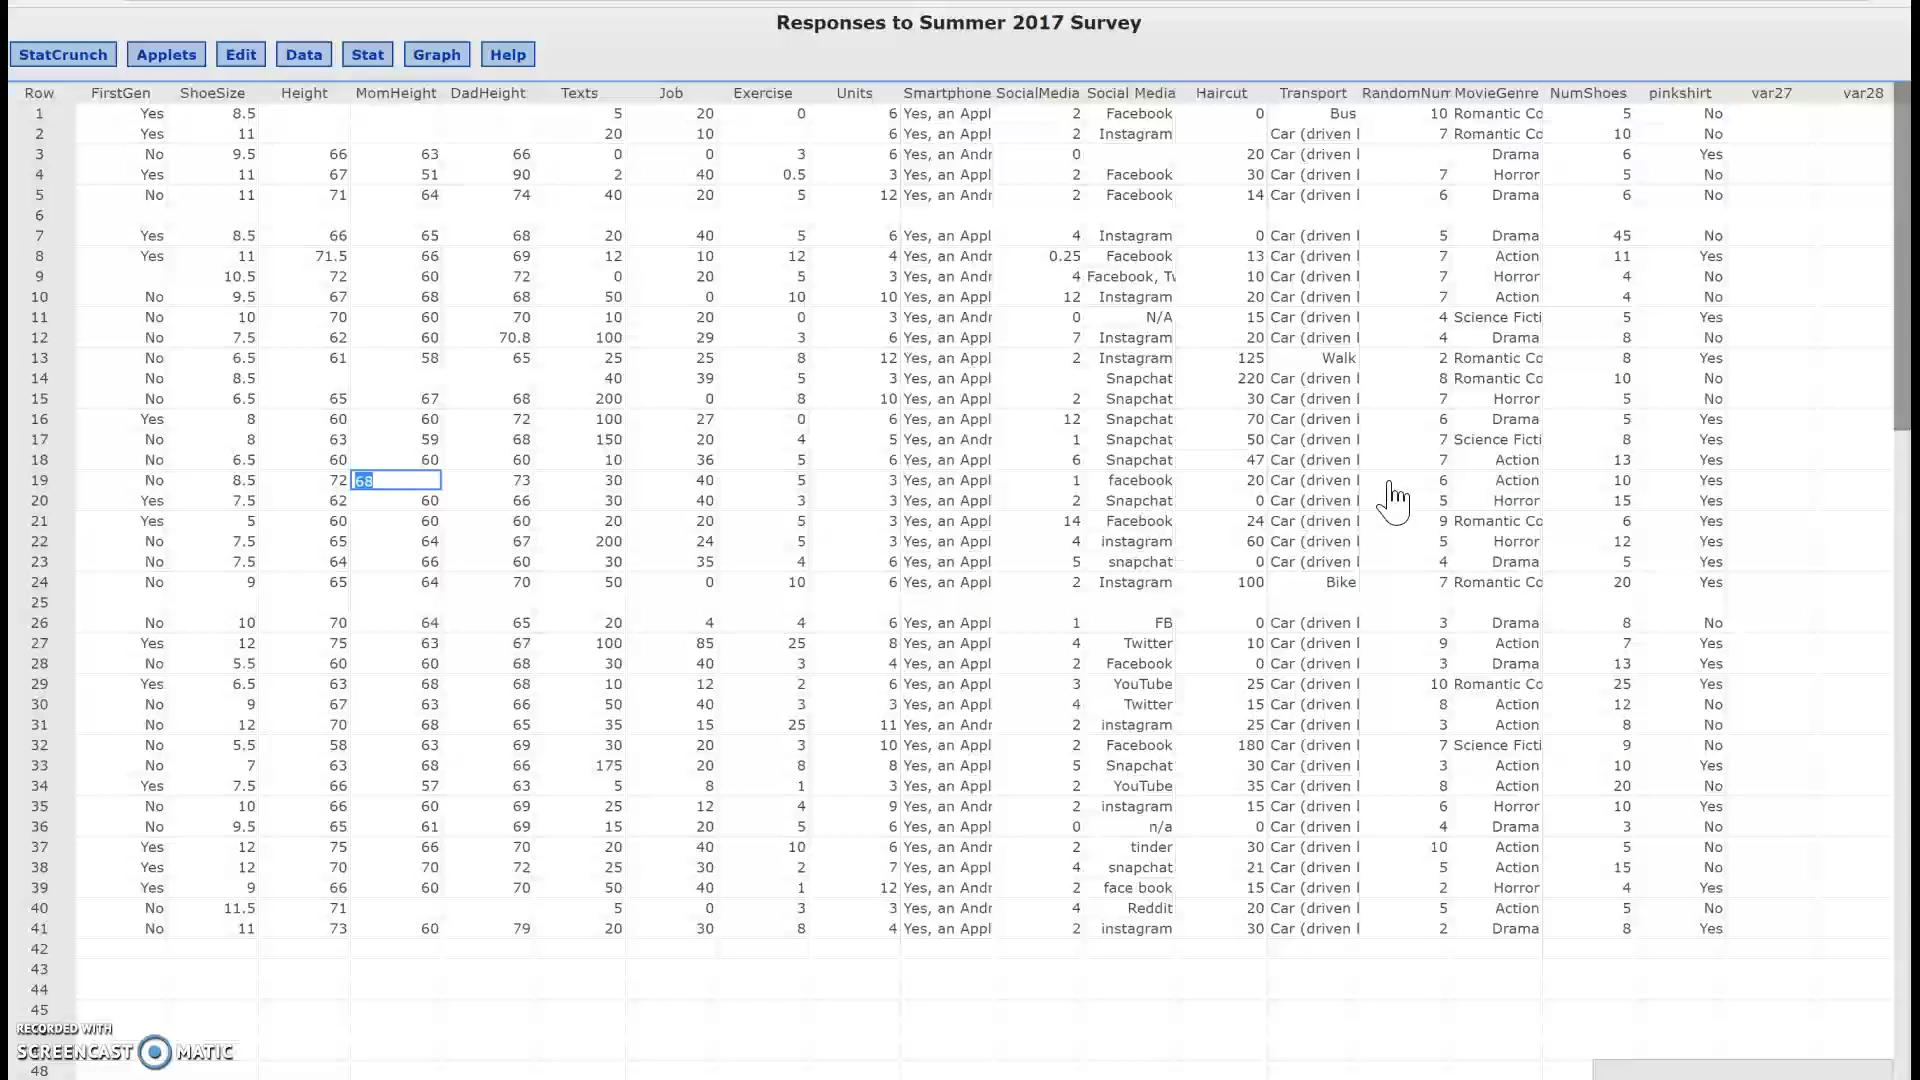 Responses to Summer 2017 Survey
StatCrunch Applets Edit Data Stat Graph Help
Row FirstGen ShoeSize Height MomHeight DadHeight Texts Job Exercise Units Smartphone SocialMedia Social Media Haircut Transport RandomNum MovieGenre NumShoes pinkshirt var27 var28
1 Yes 8.5 5 20 0 6 Yes, an Appl 2 Facebook 0 Bus 10 Romantic Co 5 No
2 Yes 11 20 10 6 Yes, an Appl 2 Instagram Car (driven l 7 Romantic Co 10 No
3 No 9.5 66 63 66 0 0 3 6 Yes, an Andr 0 20 Car (driven l Drama 6 Yes
4 Yes 11 67 51 90 2 40 0.5 3 Yes, an Appl 2 Facebook 30 Car (driven l 7 Horror 5 No
5 No 11 71 64 74 40 20 5 12 Yes, an Andr 2 Facebook 14 Car (driven l 6 Drama 6 No
6
7 Yes 8.5 66 65 68 20 40 5 6 Yes, an Appl 4 Instagram 0 Car (driven l 5 Drama 45 No
8 Yes 11 71.5 66 69 12 10 12 4 Yes, an Andr 0.25 Facebook 13 Car (driven l 7 Action 11 Yes
9 10.5 72 60 72 0 20 5 3 Yes, an Appl 4 Facebook, Tw 10 Car (driven l 7 Horror 4 No
10 No 9.5 67 68 68 50 0 10 10 Yes, an Appl 12 Instagram 20 Car (driven l 7 Action 4 No
11 No 10 70 60 70 10 20 0 3 Yes, an Andr 0 N/A 15 Car (driven l 4 Science Ficti 5 Yes
12 No 7.5 62 60 70.8 100 29 3 6 Yes, an Appl 7 Instagram 20 Car (driven l 4 Drama 8 No
13 No 6.5 61 58 65 25 25 8 12 Yes, an Appl 2 Instagram 125 Walk 2 Romantic Co 8 Yes
14 No 8.5 40 39 5 3 Yes, an Appl Snapchat 220 Car (driven l 8 Romantic Co 10 No
15 No 6.5 65 67 68 200 0 8 10 Yes, an Appl 2 Snapchat 30 Car (driven l 7 Horror 5 No
16 Yes 8 60 60 72 100 27 0 6 Yes, an Appl 12 Snapchat 70 Car (driven l 6 Drama 5 Yes
17 No 8 63 59 68 150 20 4 5 Yes, an Andr 1 Snapchat 50 Car (driven l 7 Science Ficti 8 Yes
18 No 6.5 60 60 60 10 36 5 6 Yes, an Appl 6 Snapchat 47 Car (driven l 7 Action 13 Yes
19 No 8.5 72 68 73 30 40 5 3 Yes, an Appl 1 facebook 20 Car (driven l 6 Action 10 Yes
20 Yes 7.5 62 60 66 30 40 3 3 Yes, an Appl 2 Snapchat 0 Car (driven l 5 Horror 15 Yes
21 Yes 5 60 60 60 20 20 5 3 Yes, an Appl 14 Facebook 24 Car (driven l 9 Romantic Co 6 Yes
22 No 7.5 65 64 67 200 24 5 3 Yes, an Appl 4 instagram 60 Car (driven l 5 Horror 12 Yes
23 No 7.5 64 66 60 30 35 4 6 Yes, an Appl 5 snapchat 0 Car (driven l 4 Drama 5 Yes
24 No 9 65 64 70 50 0 10 6 Yes, an Appl 2 Instagram 100 Bike 7 Romantic Co 20 Yes
25
26 No 10 70 64 65 20 4 4 6 Yes, an Appl 1 FB 0 Car (driven l 3 Drama 8 No
27 Yes 12 75 63 67 100 85 25 8 Yes, an Appl 4 Twitter 10 Car (driven l 9 Action 7 Yes
28 No 5.5 60 60 68 30 40 3 4 Yes, an Appl 2 Facebook 0 Car (driven l 3 Drama 13 Yes
29 Yes 6.5 63 68 68 10 12 2 6 Yes, an Appl 3 YouTube 25 Car (driven l 10 Romantic Co 25 Yes
30 No 9 67 63 66 50 40 3 3 Yes, an Appl 4 Twitter 15 Car (driven l 8 Action 12 No
31 No 12 70 68 65 35 15 25 11 Yes, an Andr 2 instagram 25 Car (driven l 3 Action 8 No
32 No 5.5 58 63 69 30 20 3 10 Yes, an Appl 2 Facebook 180 Car (driven l 7 Science Ficti 9 No
33 No 7 63 68 66 175 20 8 8 Yes, an Appl 5 Snapchat 30 Car (driven l 3 Action 10 Yes
34 Yes 7.5 66 57 63 5 8 1 3 Yes, an Appl 2 YouTube 35 Car (driven l 8 Action 20 No
35 No 10 66 60 69 25 12 4 9 Yes, an Andr 2 instagram 15 Car (driven l 6 Horror 10 Yes
36 No 9.5 65 61 69 15 20 5 6 Yes, an Appl 0 n/a 0 Car (driven l 4 Drama 3 No
37 Yes 12 75 66 70 20 40 10 6 Yes, an Andr 2 tinder 30 Car (driven l 10 Action 5 No
38 Yes 12 70 70 72 25 30 2 7 Yes, an Appl 4 snapchat 21 Car (driven l 5 Action 15 No
39 Yes 9 66 60 70 50 40 1 12 Yes, an Andr 2 face book 15 Car (driven l 2 Horror 4 Yes
40 No 11.5 71 5 0 3 3 Yes, an Andr 4 Reddit 20 Car (driven l 5 Action 5 No
41 No 11 73 60 79 20 30 8 4 Yes, an Appl 2 instagram 30 Car (driven l 2 Drama 8 Yes
42
43
44
45
RECORDED WITH
SCREENCAST MATIC
48